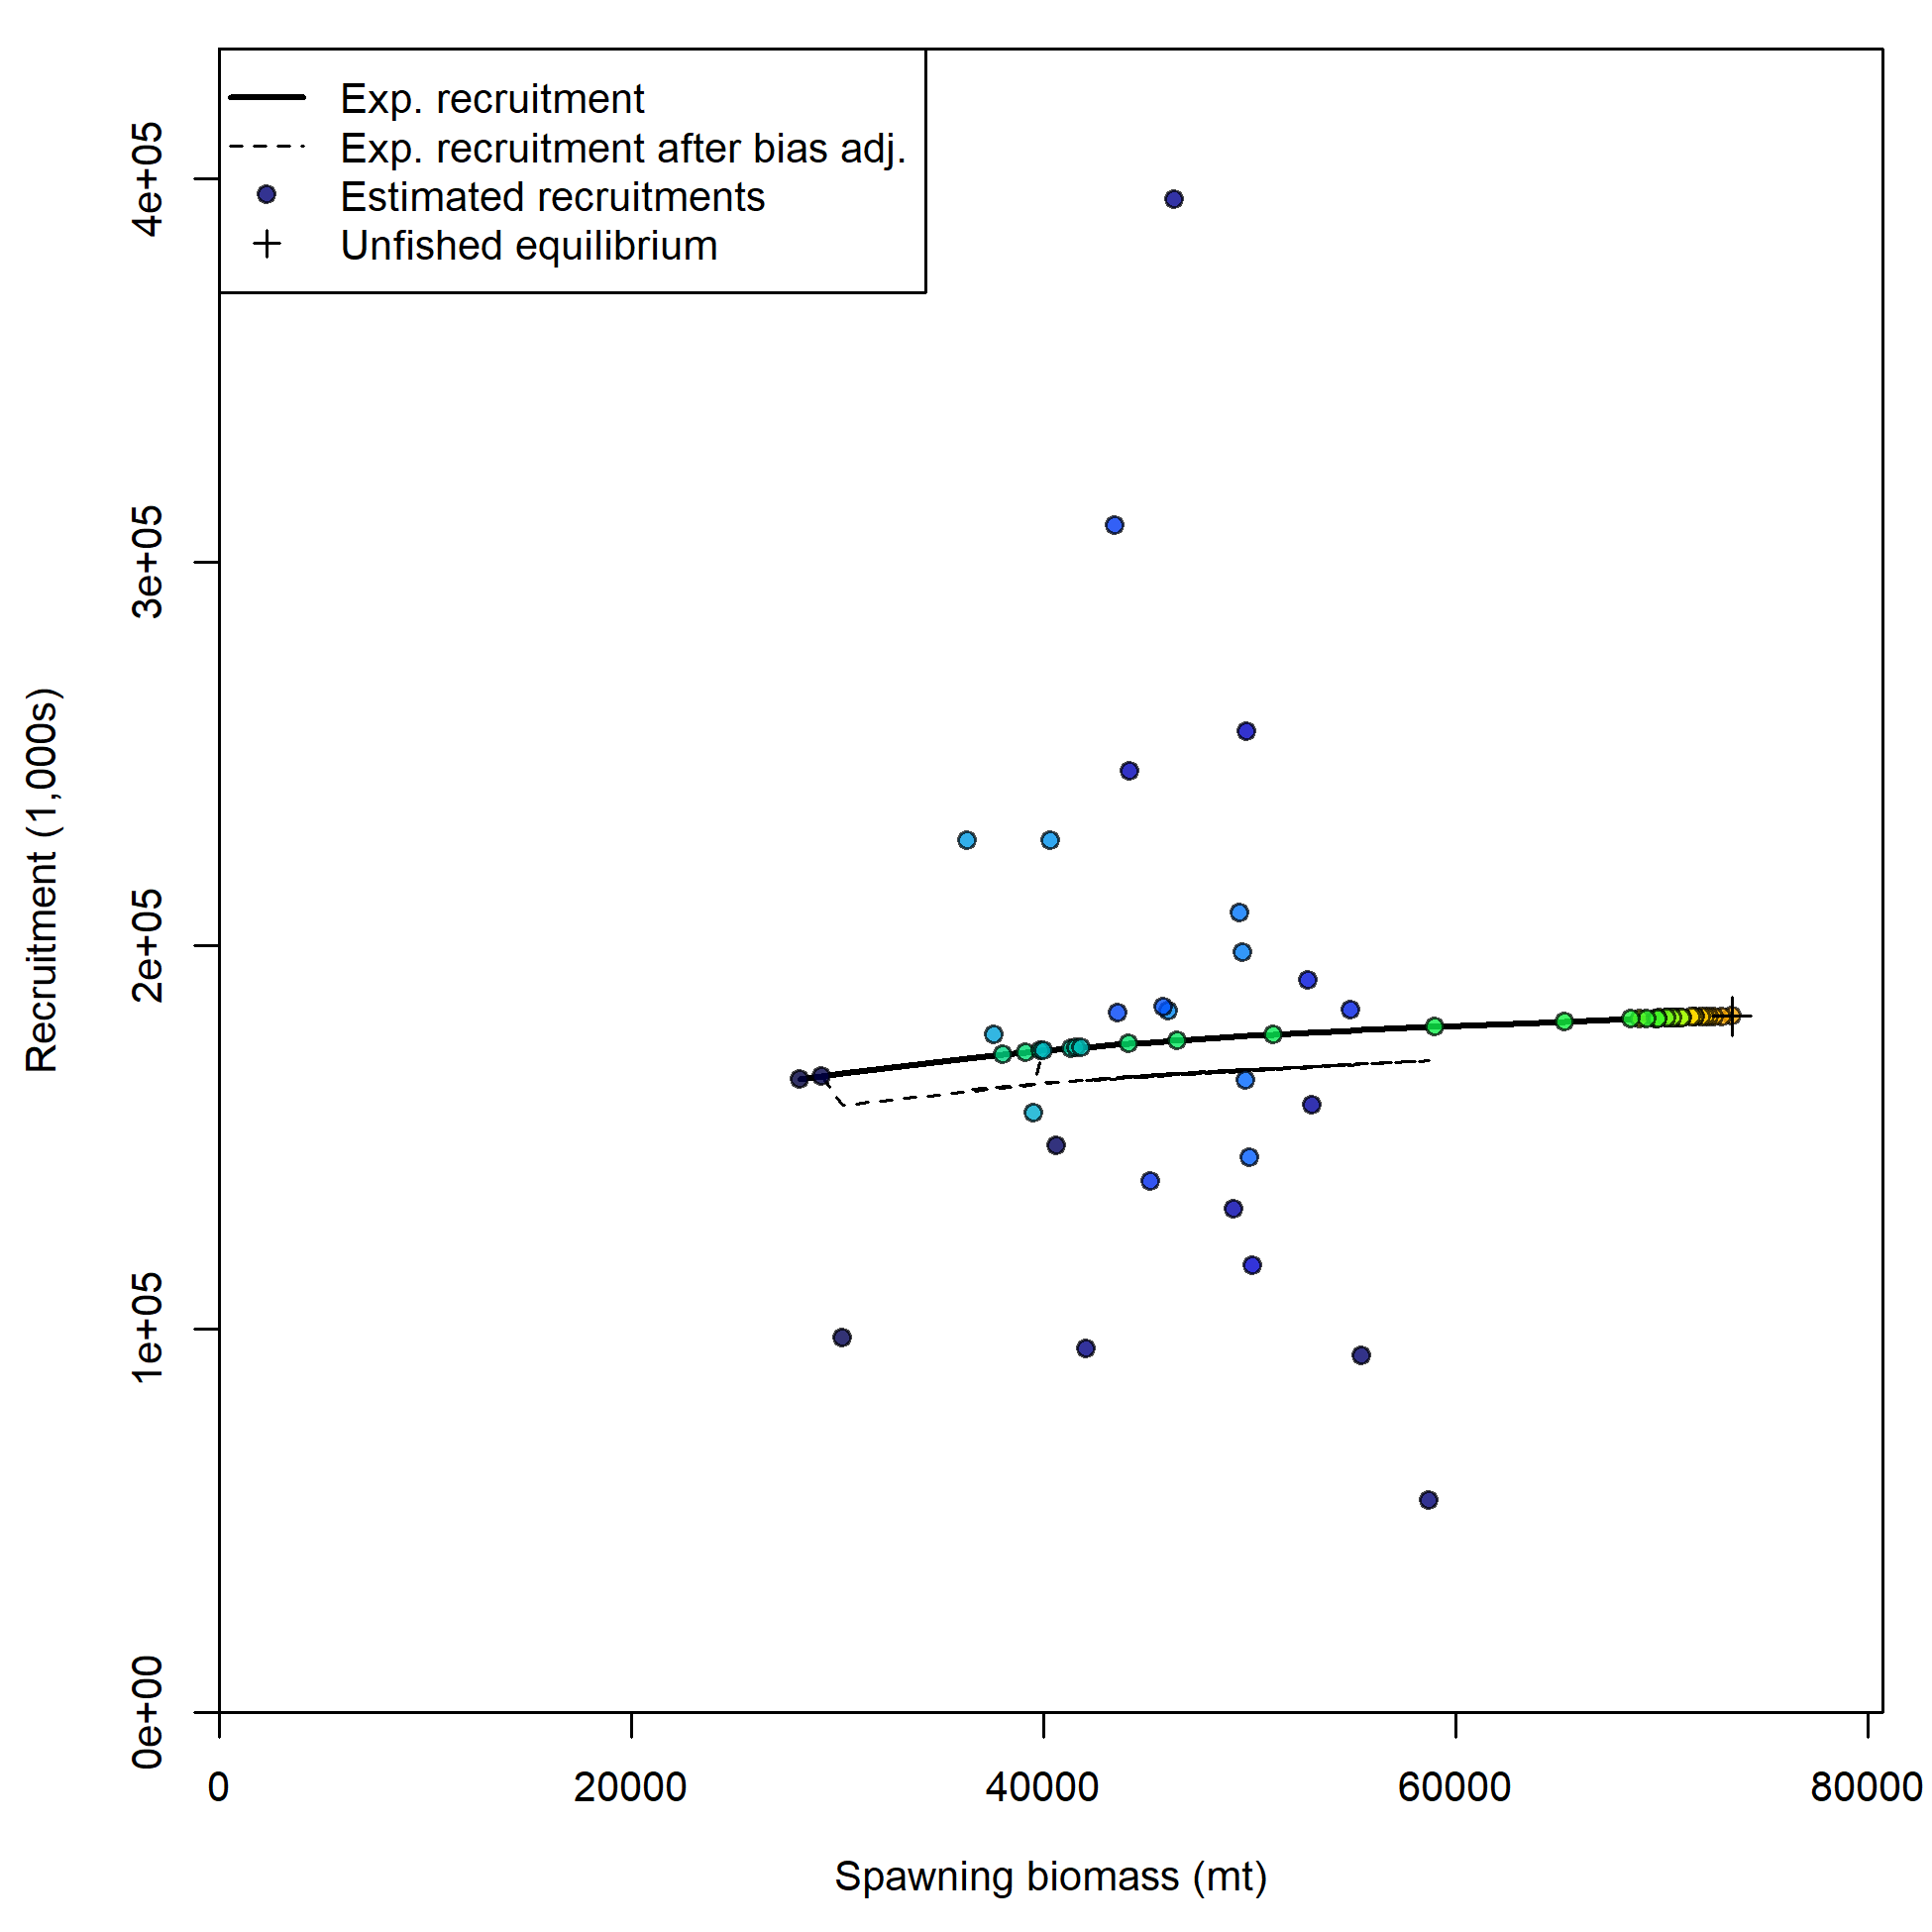 Exp. recruitment
Exp. recruitment after bias adj.
Estimated recruitments
Unfished equilibrium
4e+05
3e+05
2e+05
1e+05
0e+00
Recruitment (1,000s)
0 20000 40000 60000 80000
Spawning biomass (mt)